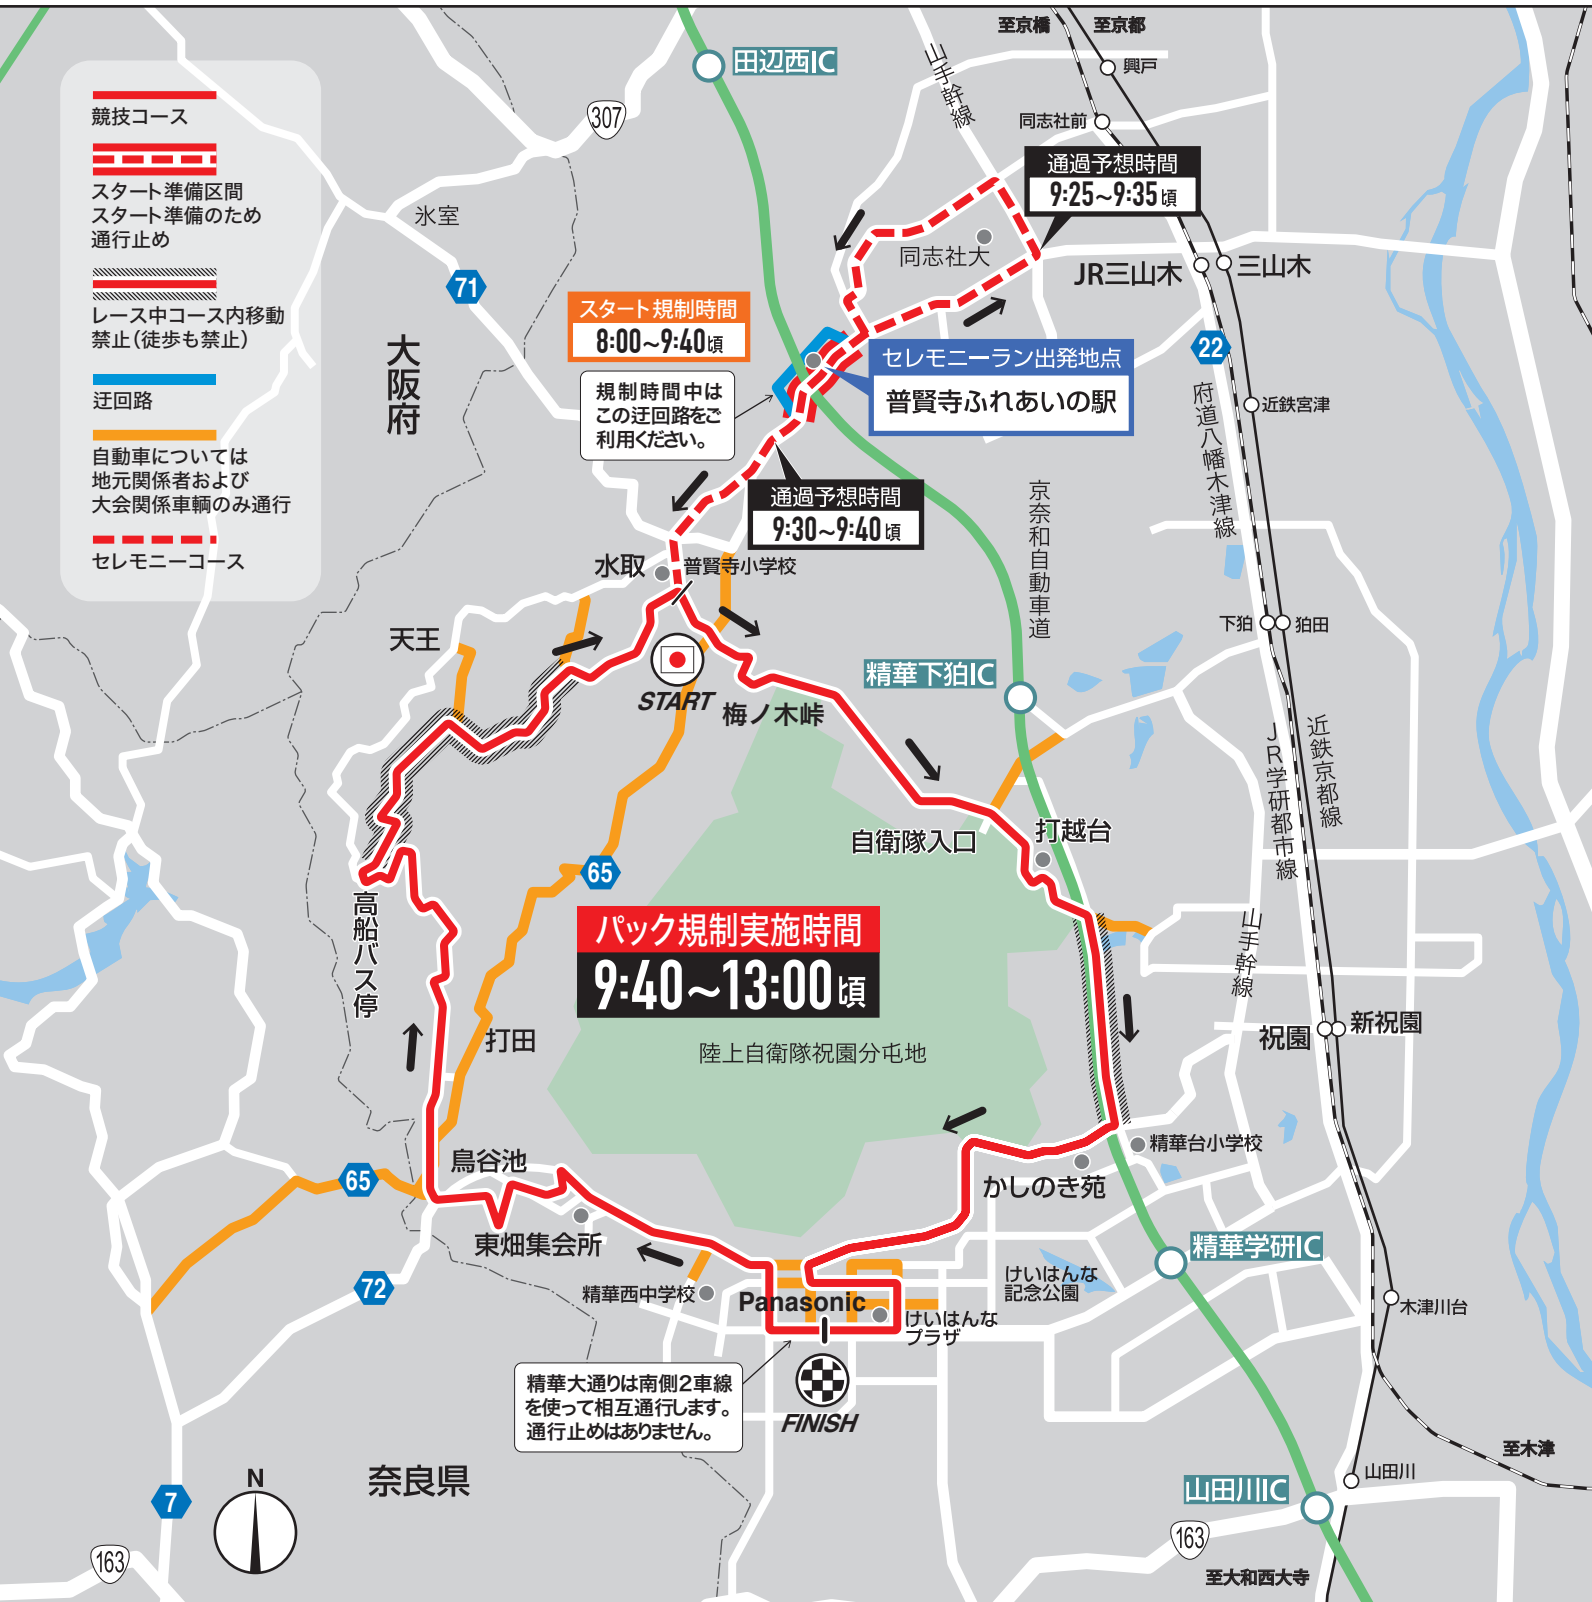 至京橋
至京都
田辺西IC
山手幹線
興戸
競技コース
307
同志社前
通過予想時間
9:25〜9:35頃
スタート準備区間
スタート準備のため
通行止め
氷室
同志社大
JR三山木
三山木
71
レース中コース内移動
禁止(徒歩も禁止)
スタート規制時間
8:00〜9:40頃
22
大阪府
セレモニーラン出発地点
普賢寺ふれあいの駅
迂回路
規制時間中は
この迂回路をご
利用ください。
府道八幡木津線
近鉄宮津
自動車については
地元関係者および
大会関係車輌のみ通行
通過予想時間
9:30〜9:40頃
京奈和自動車道
セレモニーコース
水取
普賢寺小学校
天王
下狛
狛田
START
精華下狛IC
梅ノ木峠
JR学研都市線
近鉄京都線
自衛隊入口
打越台
65
高船バス停
パック規制実施時間
9:40〜13:00頃
山手幹線
打田
陸上自衛隊祝園分屯地
祝園
新祝園
鳥谷池
精華台小学校
65
かしのき苑
東畑集会所
精華学研IC
72
精華西中学校
けいはんな
記念公園
Panasonic
けいはんな
プラザ
木津川台
精華大通りは南側2車線
を使って相互通行します。
通行止めはありません。
FINISH
至木津
奈良県
N
山田川
7
山田川IC
163
163
至大和西大寺